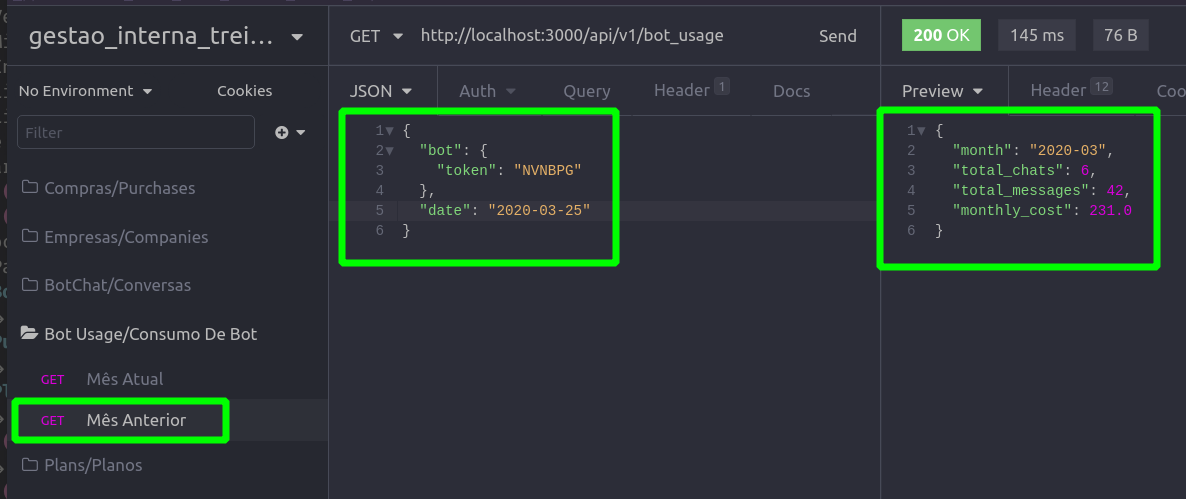 gestao_interna_trei...
No Environment
Cookies
Filter
Compras/Purchases
Empresas/Companies
BotChat/Conversas
Bot Usage/Consumo De Bot
GET Mês Atual
GET Mês Anterior
Plans/Planos
GET http://localhost:3000/api/v1/bot_usage Send
JSON Auth Query Header 1 Docs
1 {
2 "bot": {
3 "token": "NVNBPG"
4 },
5 "date": "2020-03-25"
6 }
200 OK 145 ms 76 B
Preview Header 12 Coo
1 {
2 "month": "2020-03",
3 "total_chats": 6,
4 "total_messages": 42,
5 "monthly_cost": 231.0
6 }